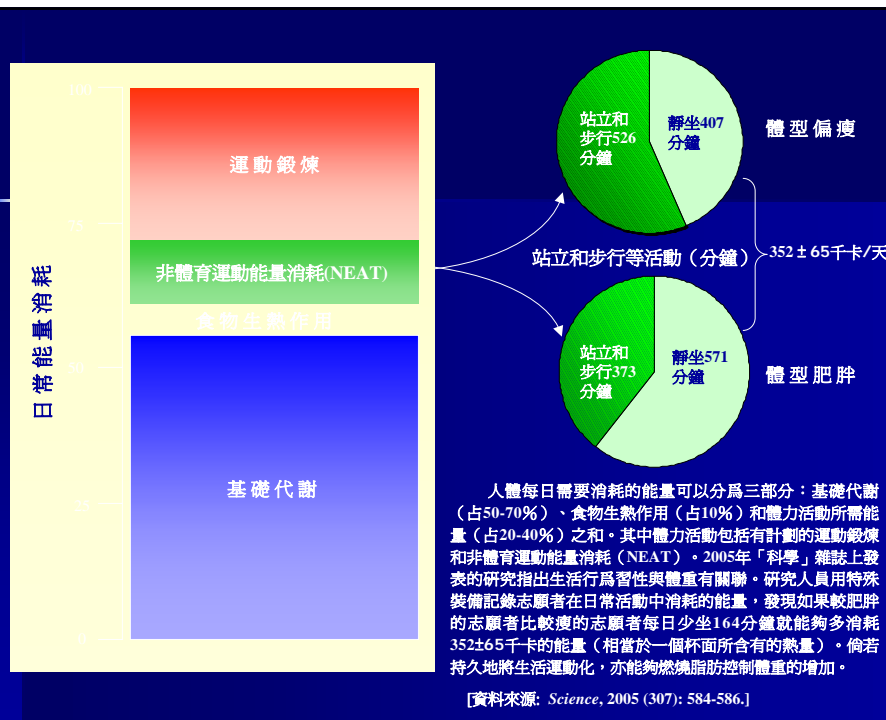 100
75
50
25
0
日常能量消耗
運動鍛煉
非體育運動能量消耗(NEAT)
食物生熱作用
基礎代謝
站立和
步行526
分鐘
靜坐407
分鐘
體型偏瘦
站立和步行等活動（分鐘）
352±65千卡/天
站立和
步行373
分鐘
靜坐571
分鐘
體型肥胖
人體每日需要消耗的能量可以分爲三部分：基礎代謝
（占50-70%）、食物生熱作用（占10%）和體力活動所需能
量（占20-40%）之和。其中體力活動包括有計劃的運動鍛煉
和非體育運動能量消耗（NEAT）。2005年「科學」雜誌上發
表的研究指出生活行爲習性與體重有關聯。研究人員用特殊
裝備記錄志願者在日常活動中消耗的能量，發現如果較肥胖
的志願者比較瘦的志願者每日少坐164分鐘就能夠多消耗
352±65千卡的能量（相當於一個杯面所含有的熱量）。倘若
持久地將生活運動化，亦能夠燃燒脂肪控制體重的增加。
[資料來源: Science, 2005 (307): 584-586.]